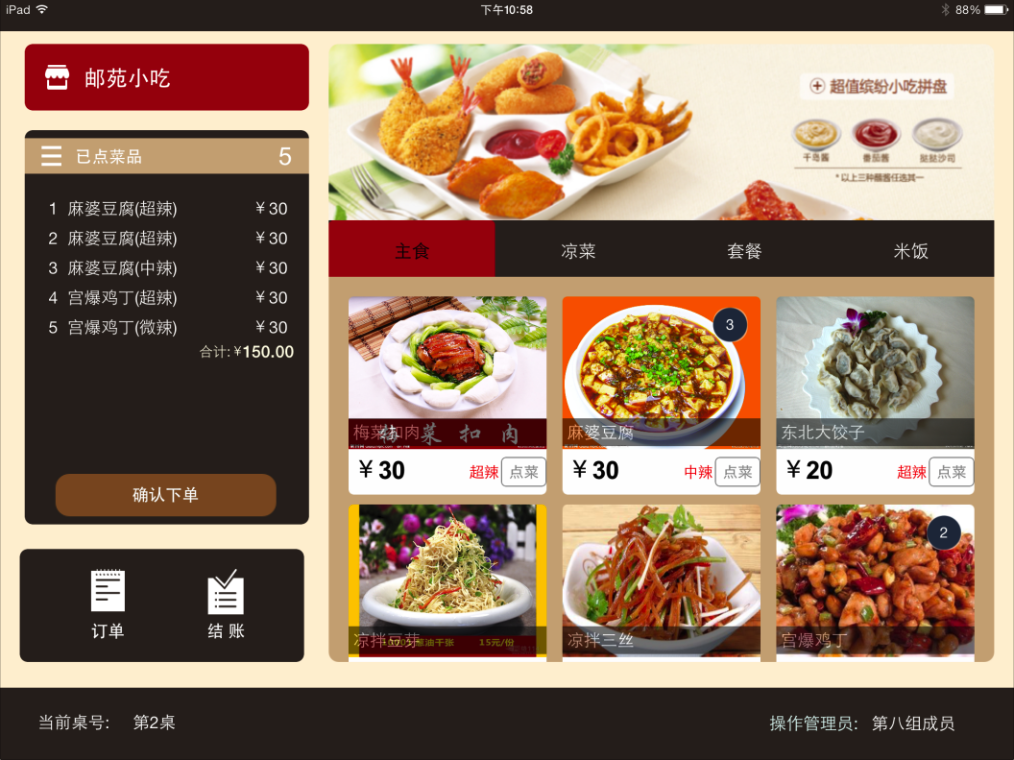 iPad
下午10:58
88%
邮苑小吃
已点菜品 5
1 麻婆豆腐(超辣) ¥30
2 麻婆豆腐(超辣) ¥30
3 麻婆豆腐(中辣) ¥30
4 宫爆鸡丁(超辣) ¥30
5 宫爆鸡丁(微辣) ¥30
合计:¥150.00
确认下单
订单
结 账
超值缤纷小吃拼盘
千岛酱 番茄酱 挞挞沙司
*以上三种蘸酱任选其一
主食 凉菜 套餐 米饭
梅菜扣肉
梅 菜 扣 肉
3
麻婆豆腐
东北大饺子
¥30 超辣 点菜
¥30 中辣 点菜
¥20 超辣 点菜
凉拌豆芽
15元/份
凉拌三丝
2
宫爆鸡丁
当前桌号: 第2桌
操作管理员: 第八组成员